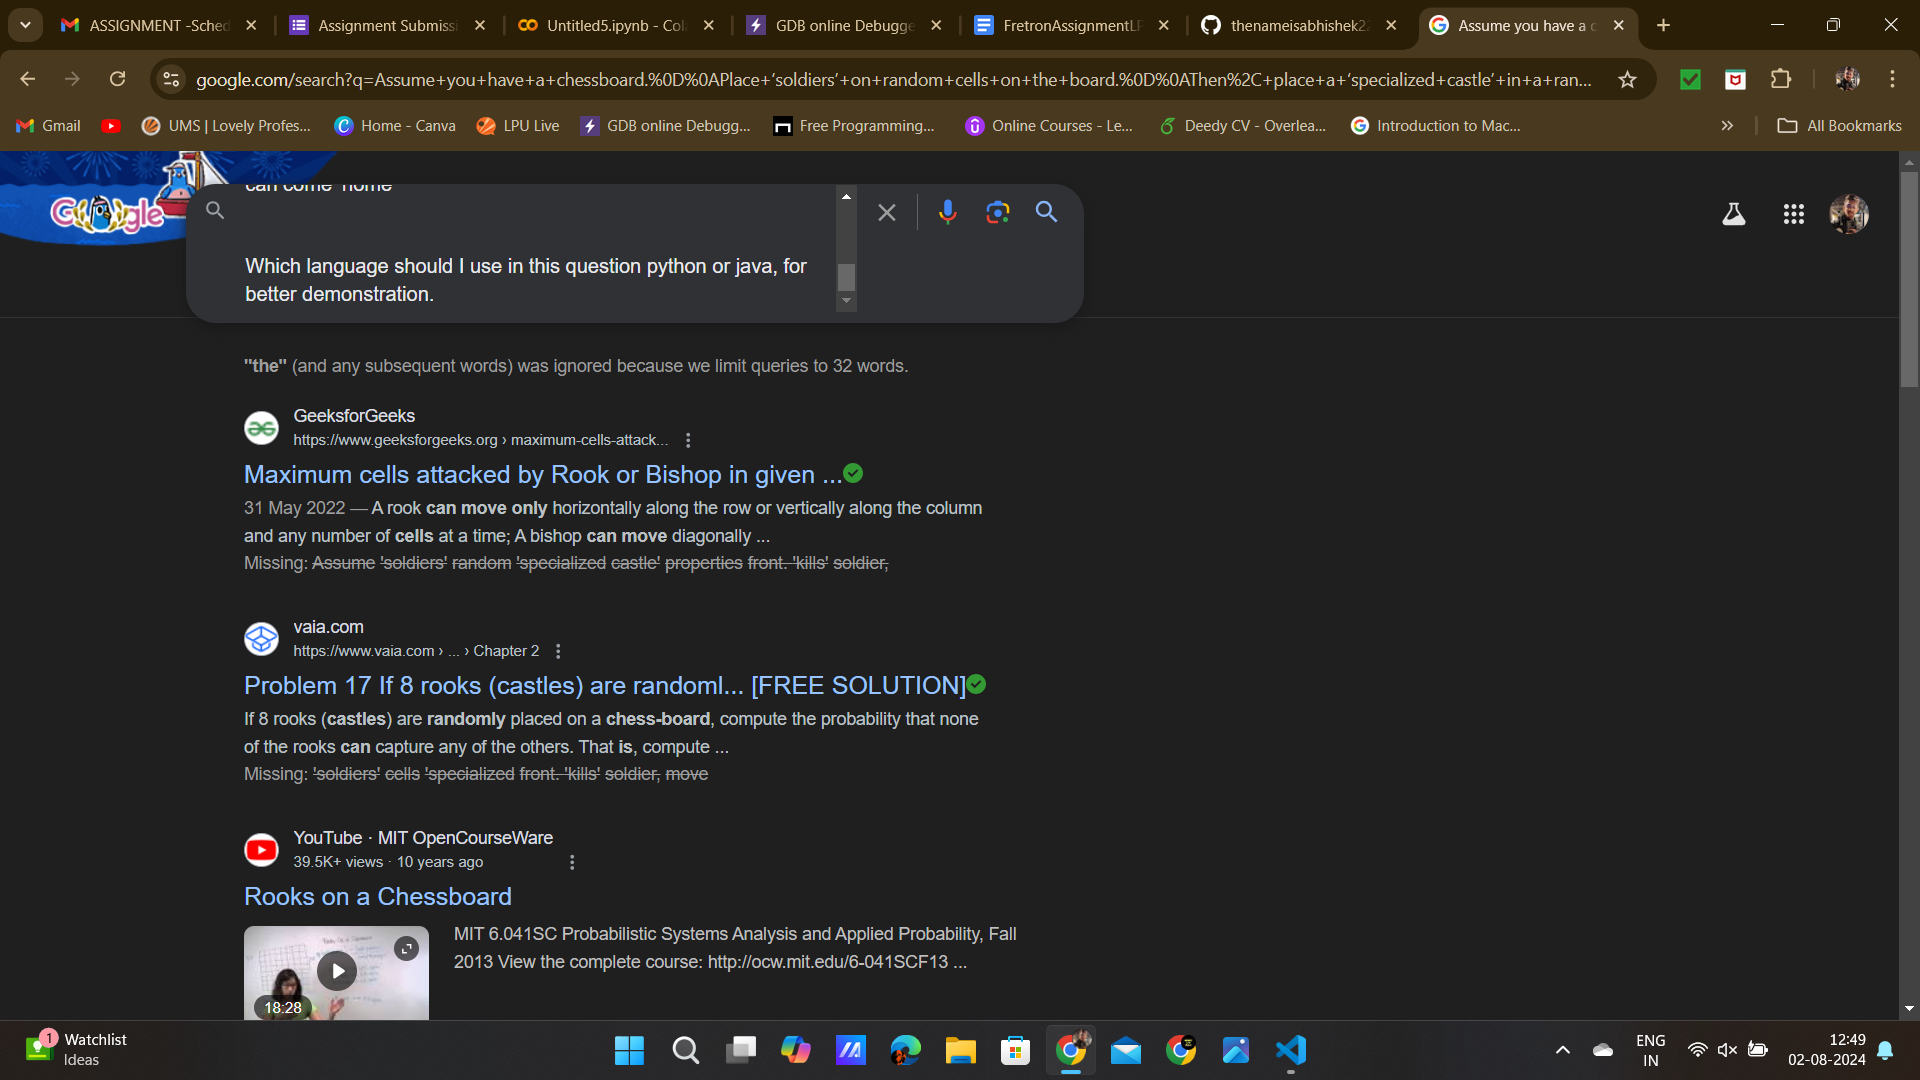 ASSIGNMENT -Sched
Assignment Submissi
Untitled5.ipynb - Col
GDB online Debugge
FretronAssignmentLP
thenameisabhishek22
Assume you have a c
google.com/search?q=Assume+you+have+a+chessboard.%0D%0APlace+‘soldiers’+on+random+cells+on+the+board.%0D%0AThen%2C+place+a+‘specialized+castle’+in+a+ran...
Gmail
UMS | Lovely Profes...
Home - Canva
LPU Live
GDB online Debugg...
Free Programming...
Online Courses - Le...
Deedy CV - Overlea...
Introduction to Mac...
All Bookmarks
Google
can come 'home'
Which language should I use in this question python or java, for
better demonstration.
"the" (and any subsequent words) was ignored because we limit queries to 32 words.
GeeksforGeeks
https://www.geeksforgeeks.org › maximum-cells-attack...
Maximum cells attacked by Rook or Bishop in given ...
31 May 2022 — A rook can move only horizontally along the row or vertically along the column
and any number of cells at a time; A bishop can move diagonally ...
Missing: Assume 'soldiers' random 'specialized castle' properties front. 'kills' soldier,
vaia.com
https://www.vaia.com › ... › Chapter 2
Problem 17 If 8 rooks (castles) are randoml... [FREE SOLUTION]
If 8 rooks (castles) are randomly placed on a chess-board, compute the probability that none
of the rooks can capture any of the others. That is, compute ...
Missing: 'soldiers' cells 'specialized front. 'kills' soldier, move
YouTube · MIT OpenCourseWare
39.5K+ views · 10 years ago
Rooks on a Chessboard
18:28
MIT 6.041SC Probabilistic Systems Analysis and Applied Probability, Fall
2013 View the complete course: http://ocw.mit.edu/6-041SCF13 ...
1
Watchlist
Ideas
ENG
IN
12:49
02-08-2024